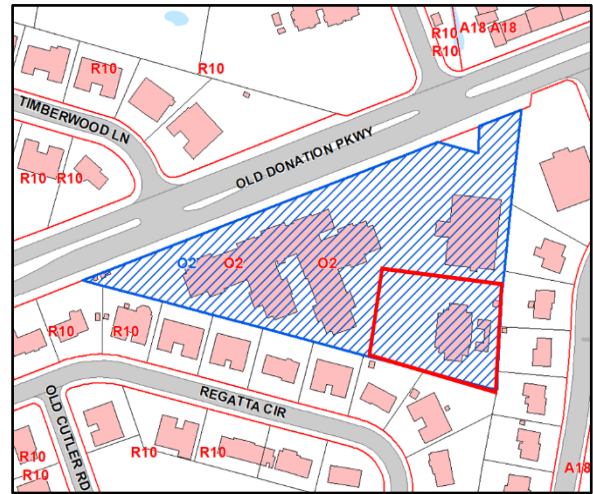 R10
A18 A18
R10
R10
R10
TIMBERWOOD LN
OLD DONATION PKWY
R10 R10
O2
O2
O2
R10
R10
REGATTA CIR
OLD CUTLER RD
R10
R10
R10
R10
A18